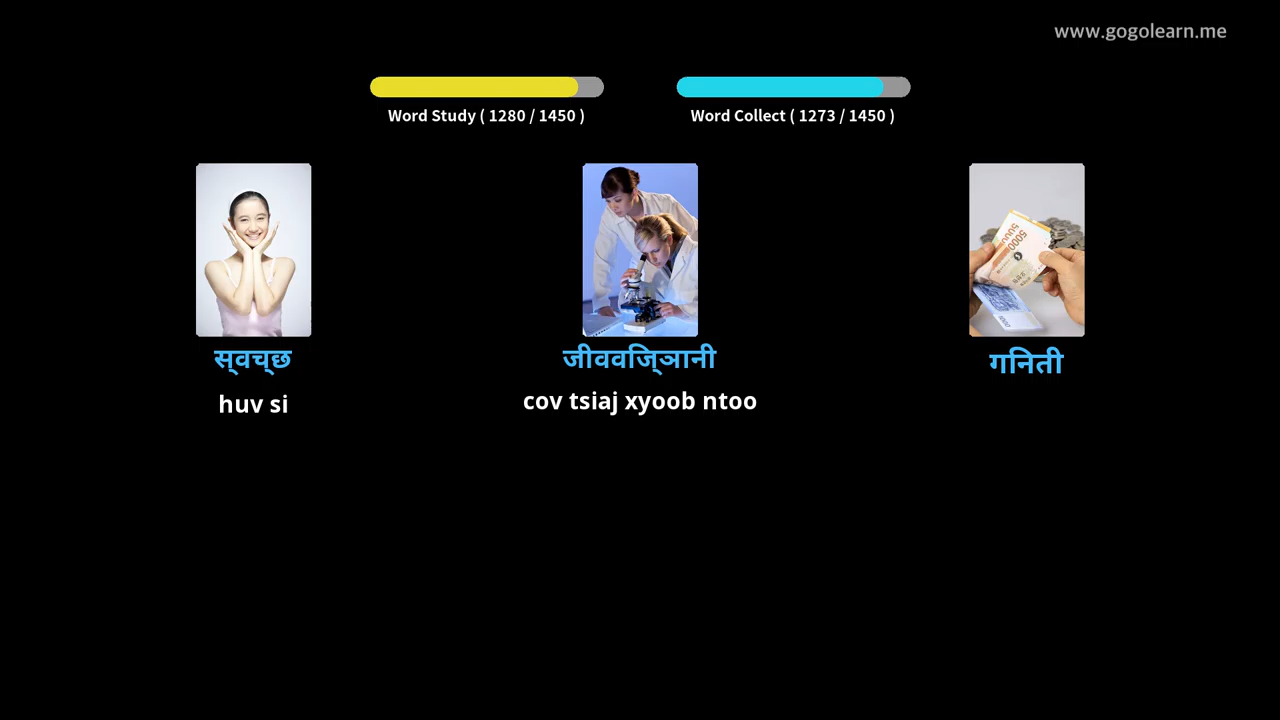 www.gogolearn.me
Word Study ( 1280 / 1450 )
Word Collect ( 1273 / 1450 )
स्वच्छ
जीववज्ञिानी
गनिती
huv si
cov tsiaj xyoob ntoo